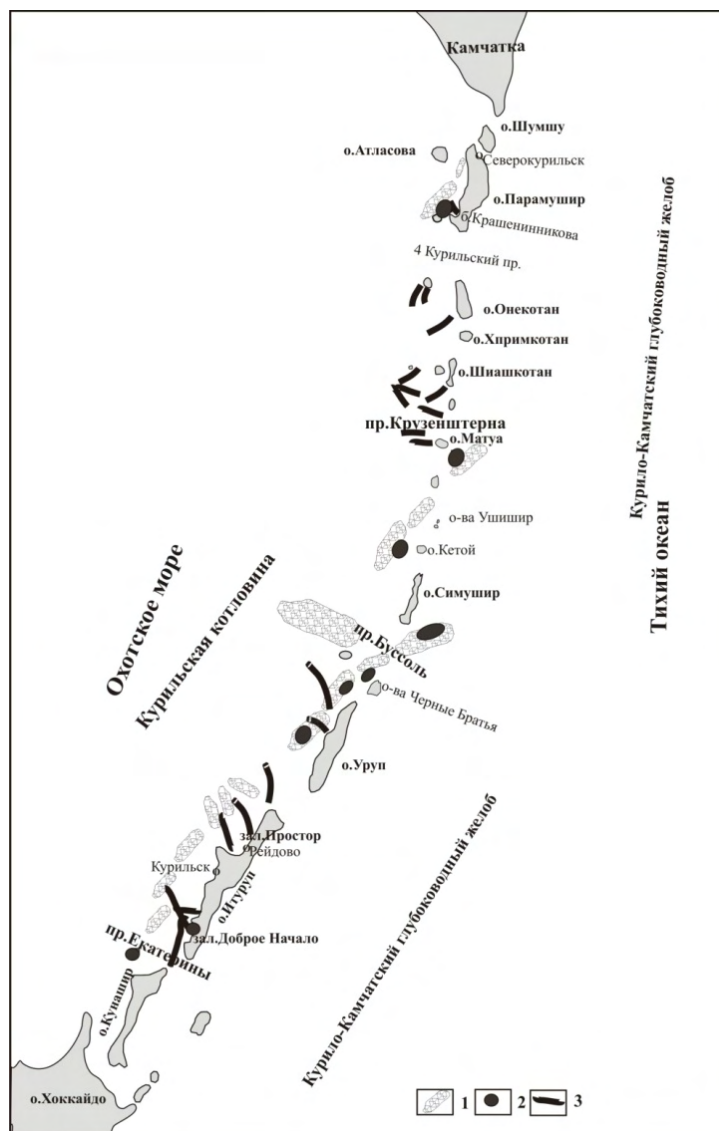 Камчатка
о.Шумшу
о.Атласова
Северокурильск
о.Парамушир
б.Крашенинникова
4 Курильский пр.
о.Онекотан
о.Хпримкотан
о.Шиашкотан
пр.Крузенштерна
о.Матуа
Курило-Камчатский глубоководный желоб
Тихий океан
о-ва Ушишир
о.Кетой
о.Симушир
Охотское море
Курильская котловина
пр.Буссоль
о-ва Черные Братья
о.Уруп
зал.Простор
Рейдово
Курильск
о.Итуруп
зал.Доброе Начало
пр.Екатерины
о.Кунашир
Курило-Камчатский глубоководный желоб
о.Хоккайдо
1 2 3